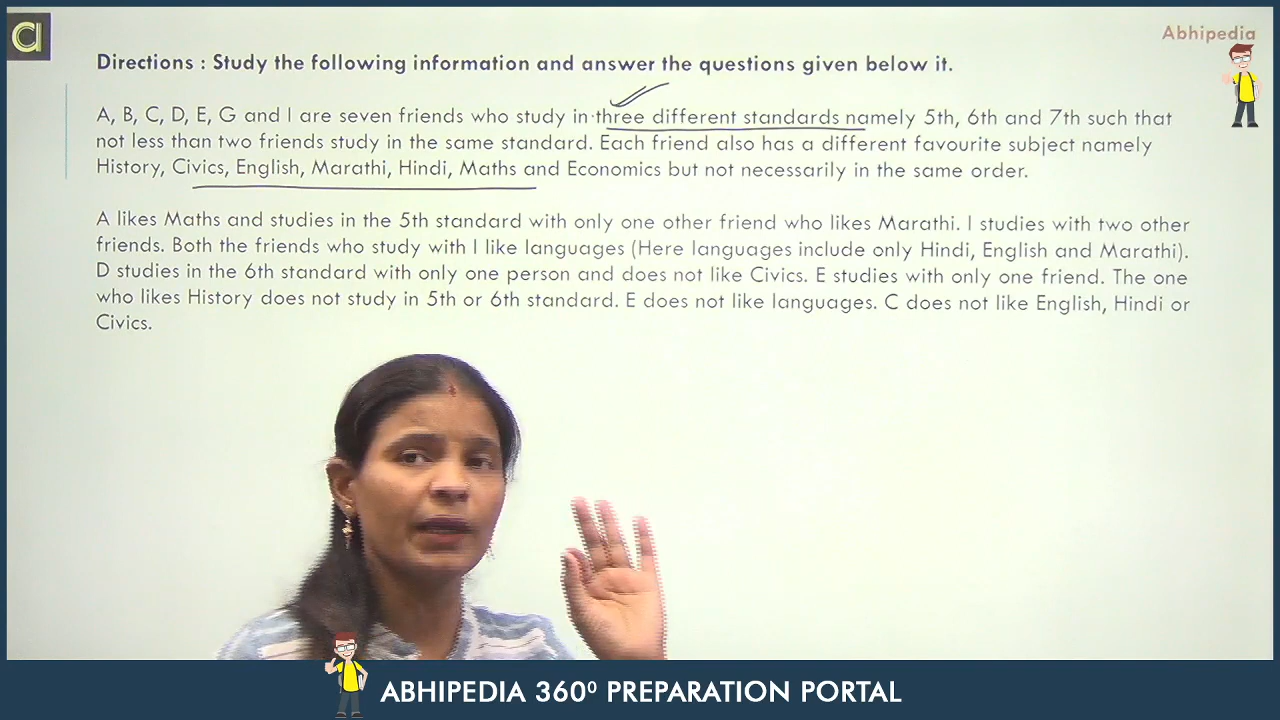 a
Abhipedia
Directions : Study the following information and answer the questions given below it.
A, B, C, D, E, G and I are seven friends who study in three different standards namely 5th, 6th and 7th such that
not less than two friends study in the same standard. Each friend also has a different favourite subject namely
History, Civics, English, Marathi, Hindi, Maths and Economics but not necessarily in the same order.
A likes Maths and studies in the 5th standard with only one other friend who likes Marathi. I studies with two other
friends. Both the friends who study with I like languages (Here languages include only Hindi, English and Marathi).
D studies in the 6th standard with only one person and does not like Civics. E studies with only one friend. The one
who likes History does not study in 5th or 6th standard. E does not like languages. C does not like English, Hindi or
Civics.
ABHIPEDIA 360⁰ PREPARATION PORTAL